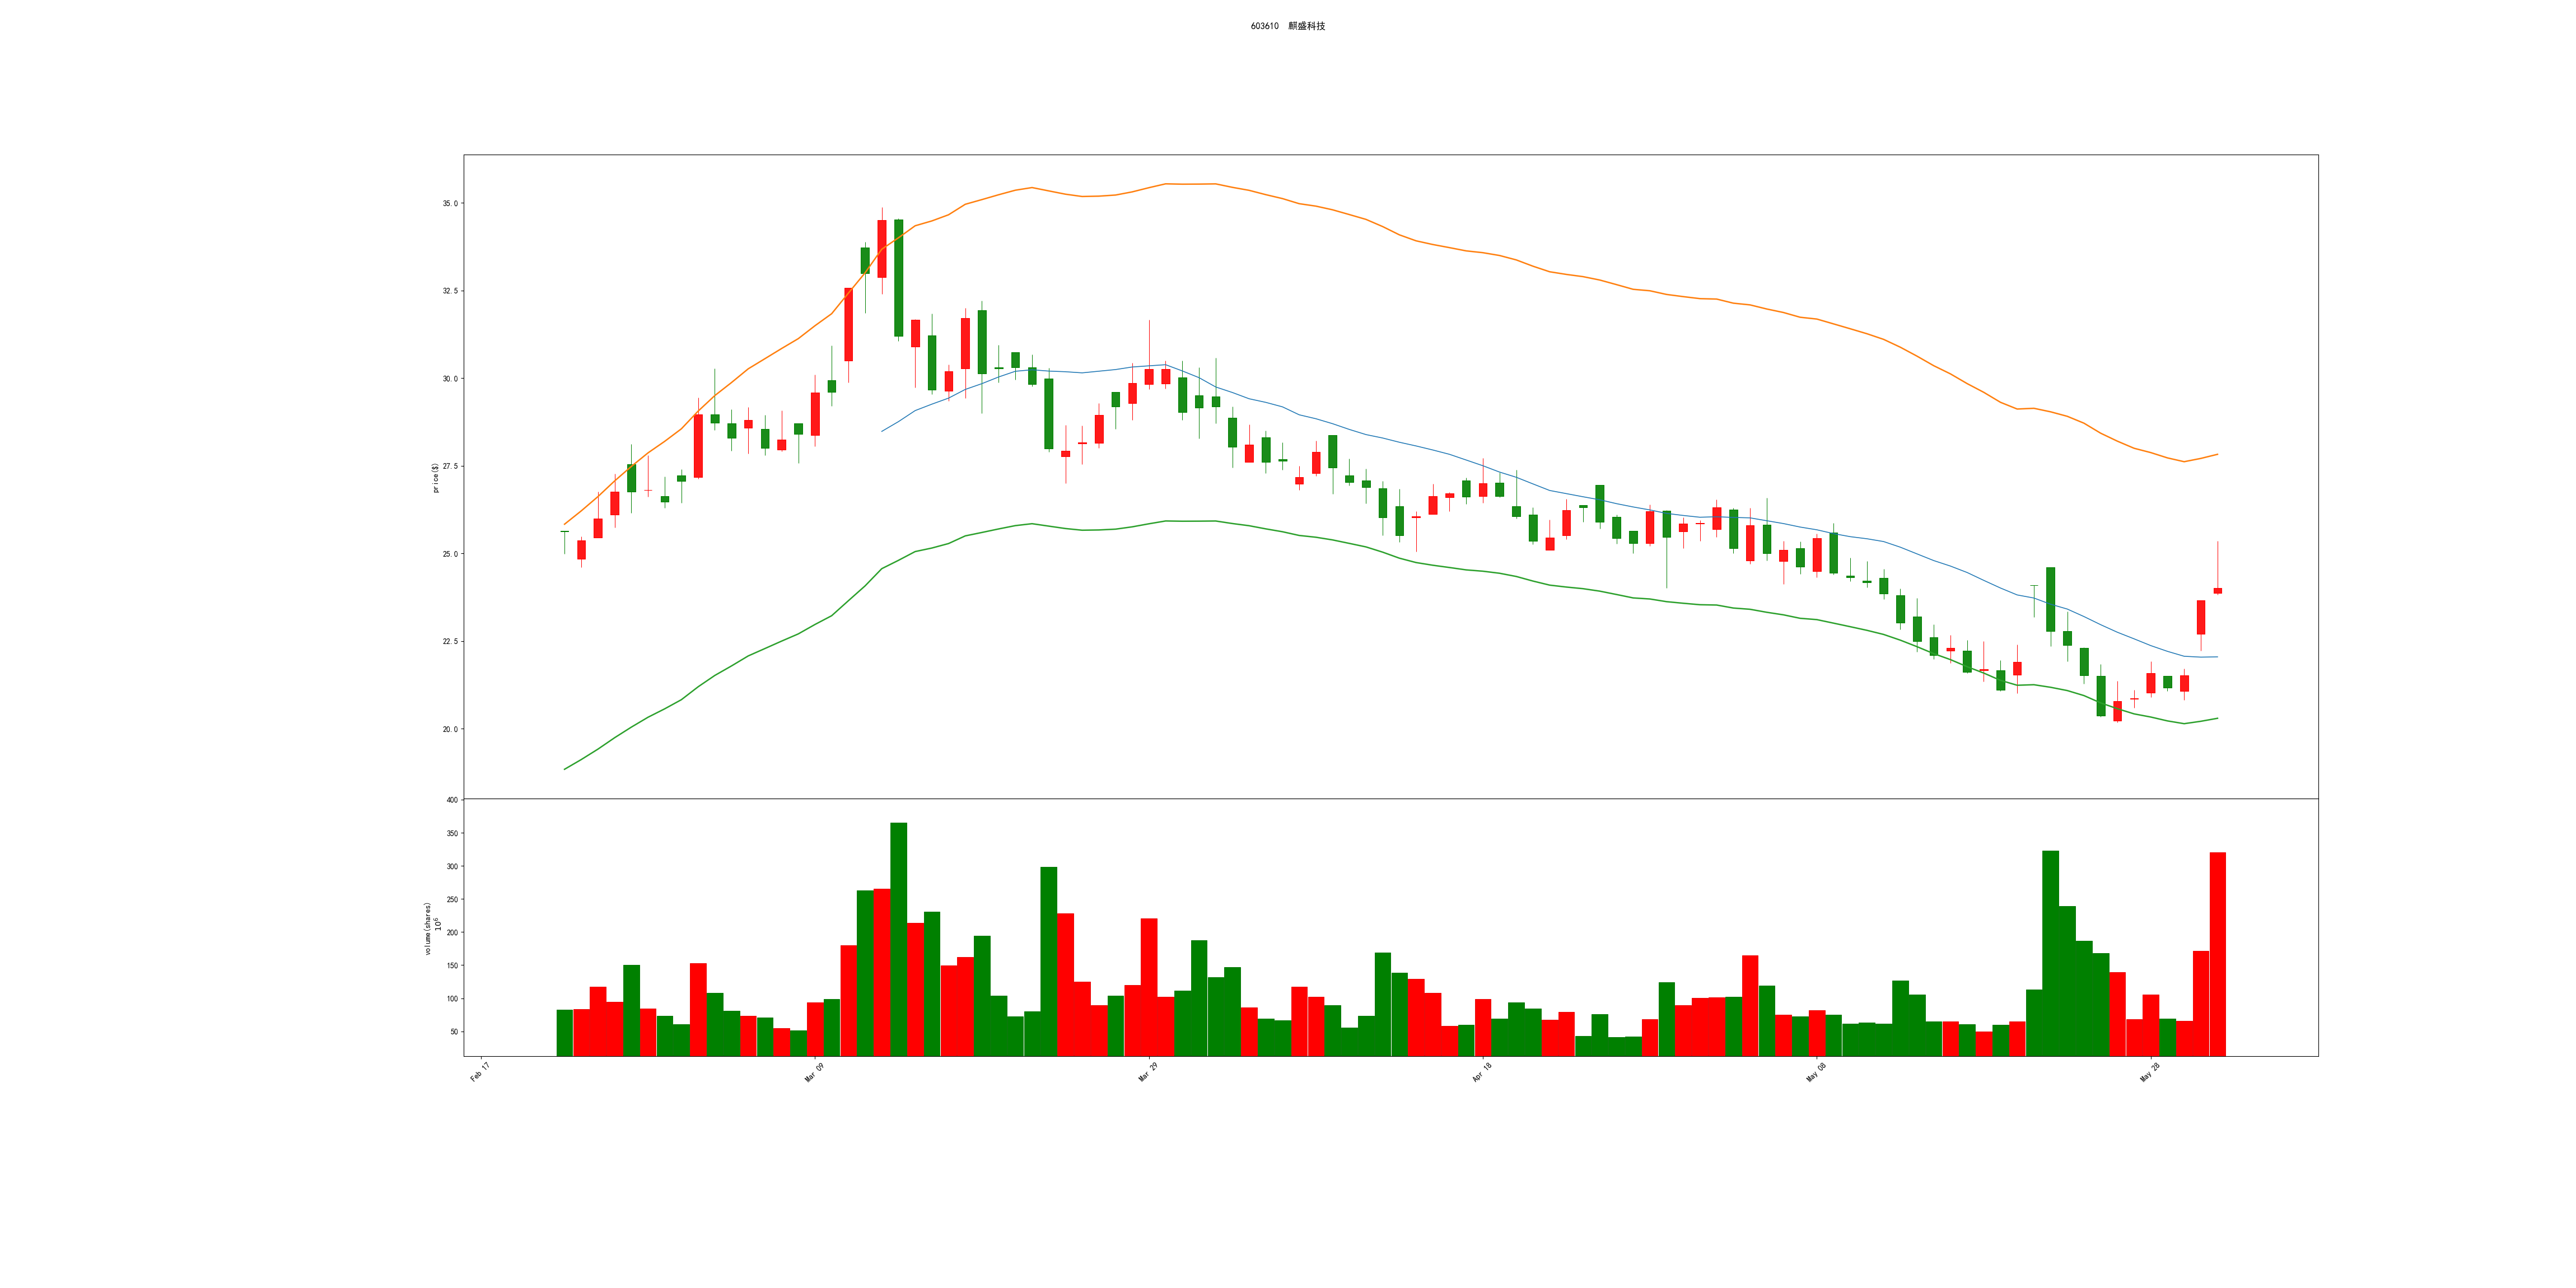 603610 麒盛科技
35.0
32.5
30.0
27.5
25.0
22.5
20.0
price($)
400
350
300
250
200
150
100
50
volume(shares)
10^6
Feb 17
Mar 09
Mar 29
Apr 18
May 08
May 28